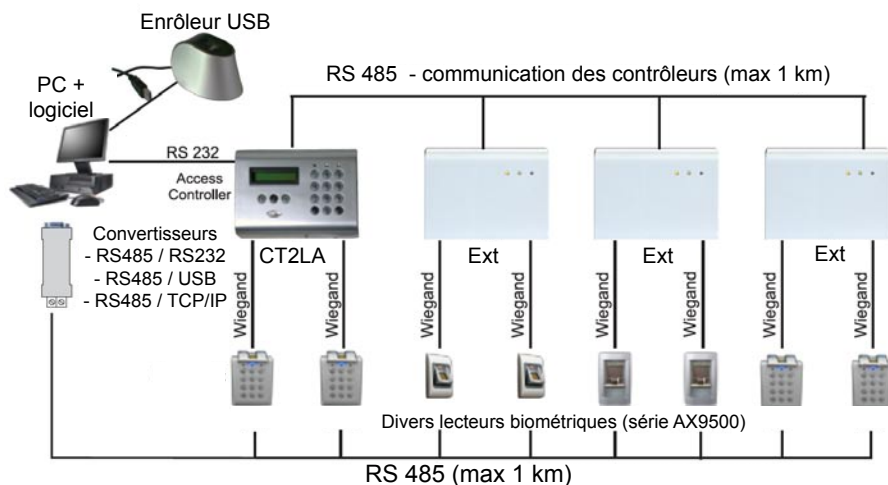 Enrôleur USB
PC +
logiciel
RS 485 - communication des contrôleurs (max 1 km)
RS 232
Access
Controller
Convertisseurs
- RS485 / RS232
- RS485 / USB
- RS485 / TCP/IP
CT2LA
Ext
Ext
Ext
Wiegand
Wiegand
Wiegand
Wiegand
Wiegand
Wiegand
Wiegand
Wiegand
Divers lecteurs biométriques (série AX9500)
RS 485 (max 1 km)